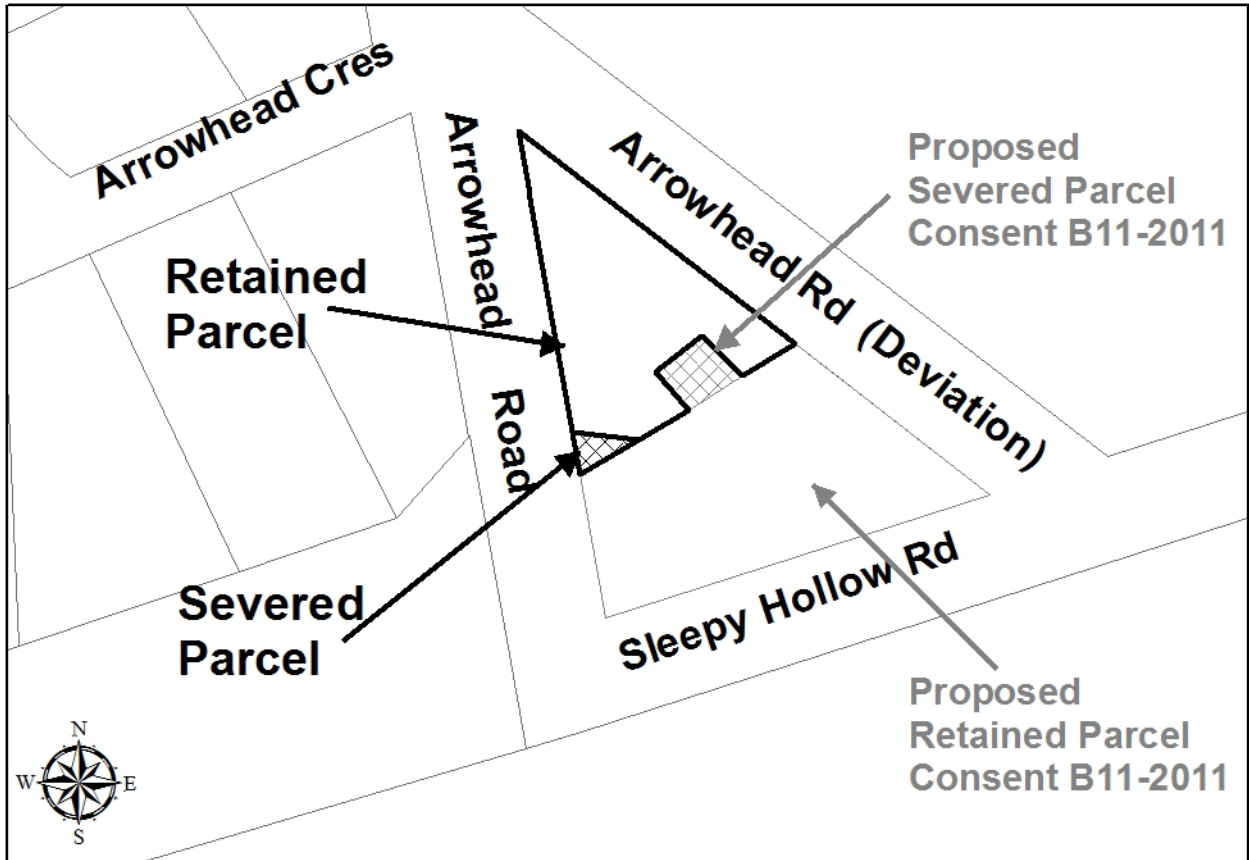 Arrowhead Cres
Arrowhead
Road
Arrowhead Rd (Deviation)
Proposed
Severed Parcel
Consent B11-2011
Retained
Parcel
Severed
Parcel
Sleepy Hollow Rd
Proposed
Retained Parcel
Consent B11-2011
N
W E
S